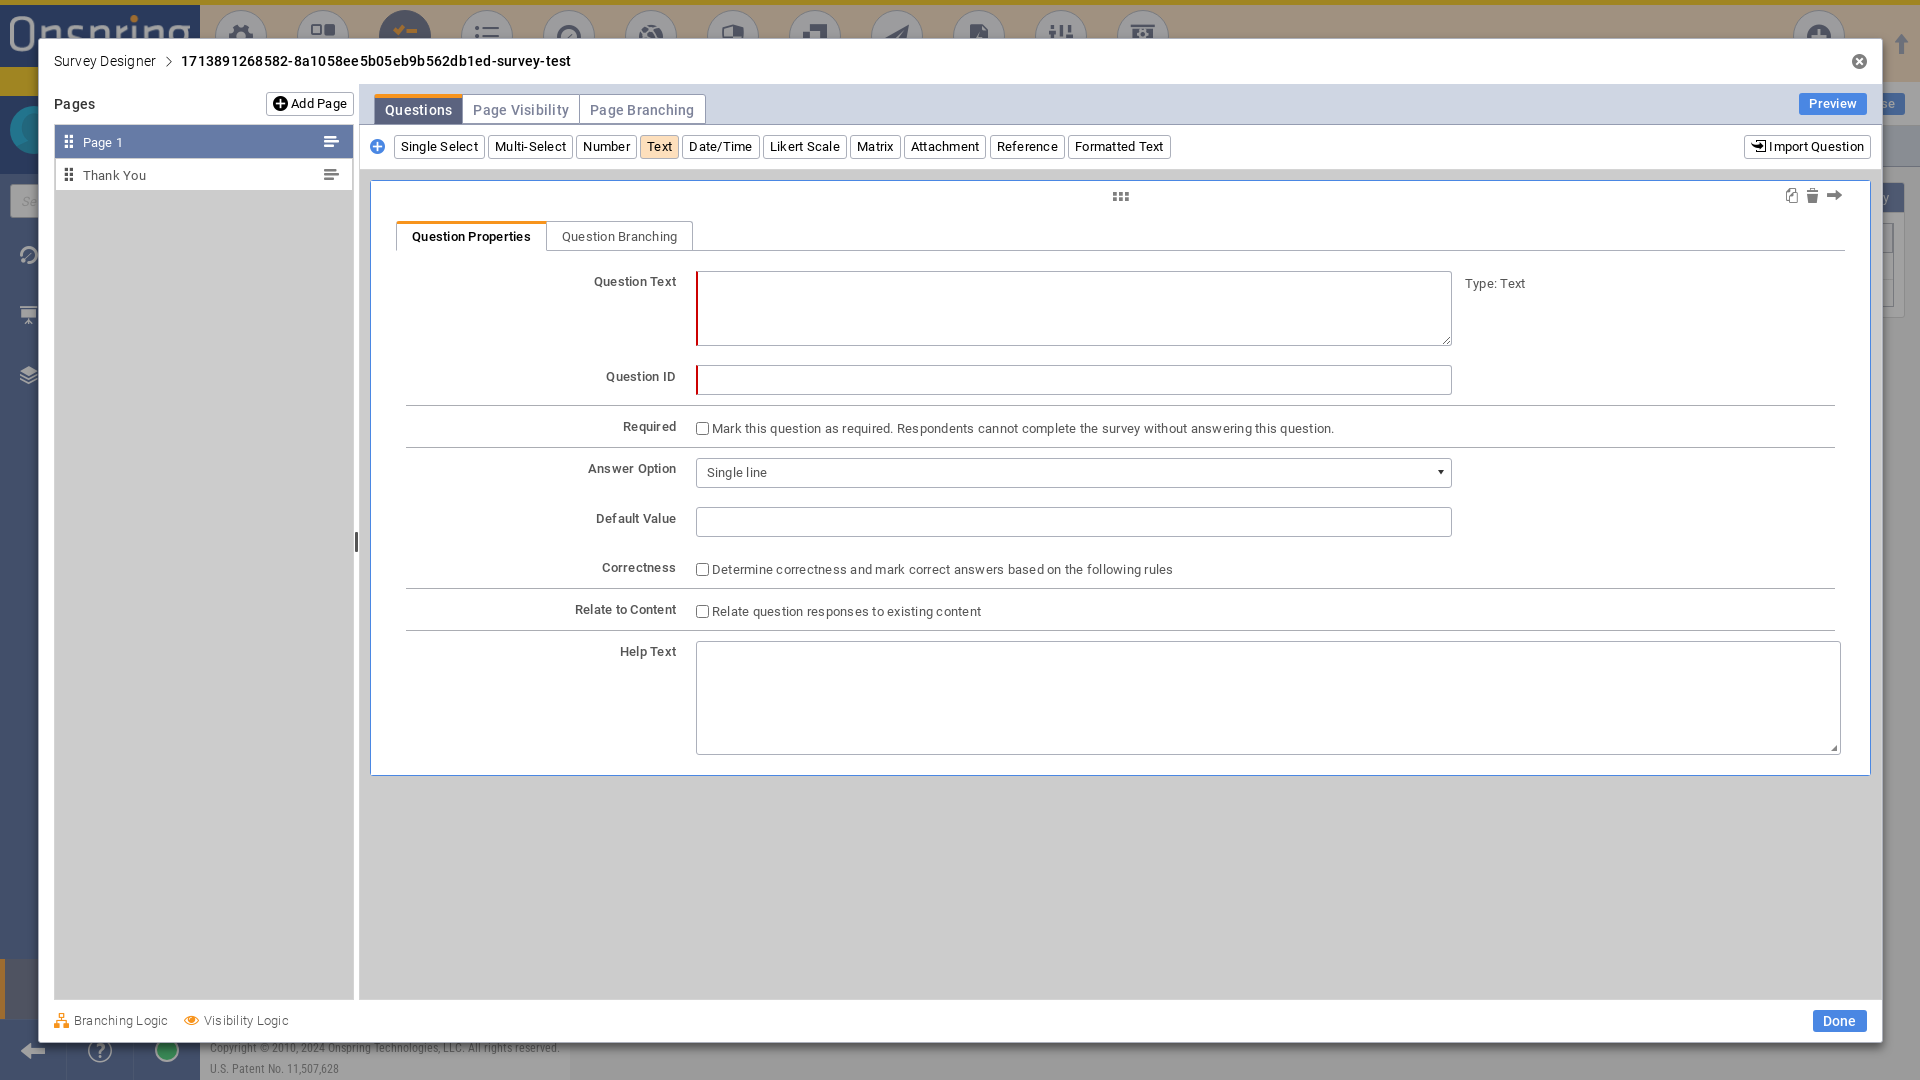 Onspring
Survey Designer > 1713891268582-8a1058ee5b05eb9b562db1ed-survey-test
Pages
Add Page
Page 1
Thank You
Questions
Page Visibility
Page Branching
Preview
Single Select
Multi-Select
Number
Text
Date/Time
Likert Scale
Matrix
Attachment
Reference
Formatted Text
Import Question
Question Properties
Question Branching
Question Text
Type: Text
Question ID
Required
Mark this question as required. Respondents cannot complete the survey without answering this question.
Answer Option
Single line
Default Value
Correctness
Determine correctness and mark correct answers based on the following rules
Relate to Content
Relate question responses to existing content
Help Text
Branching Logic
Visibility Logic
Done
Copyright © 2010, 2024 Onspring Technologies, LLC. All rights reserved.
U.S. Patent No. 11,507,628